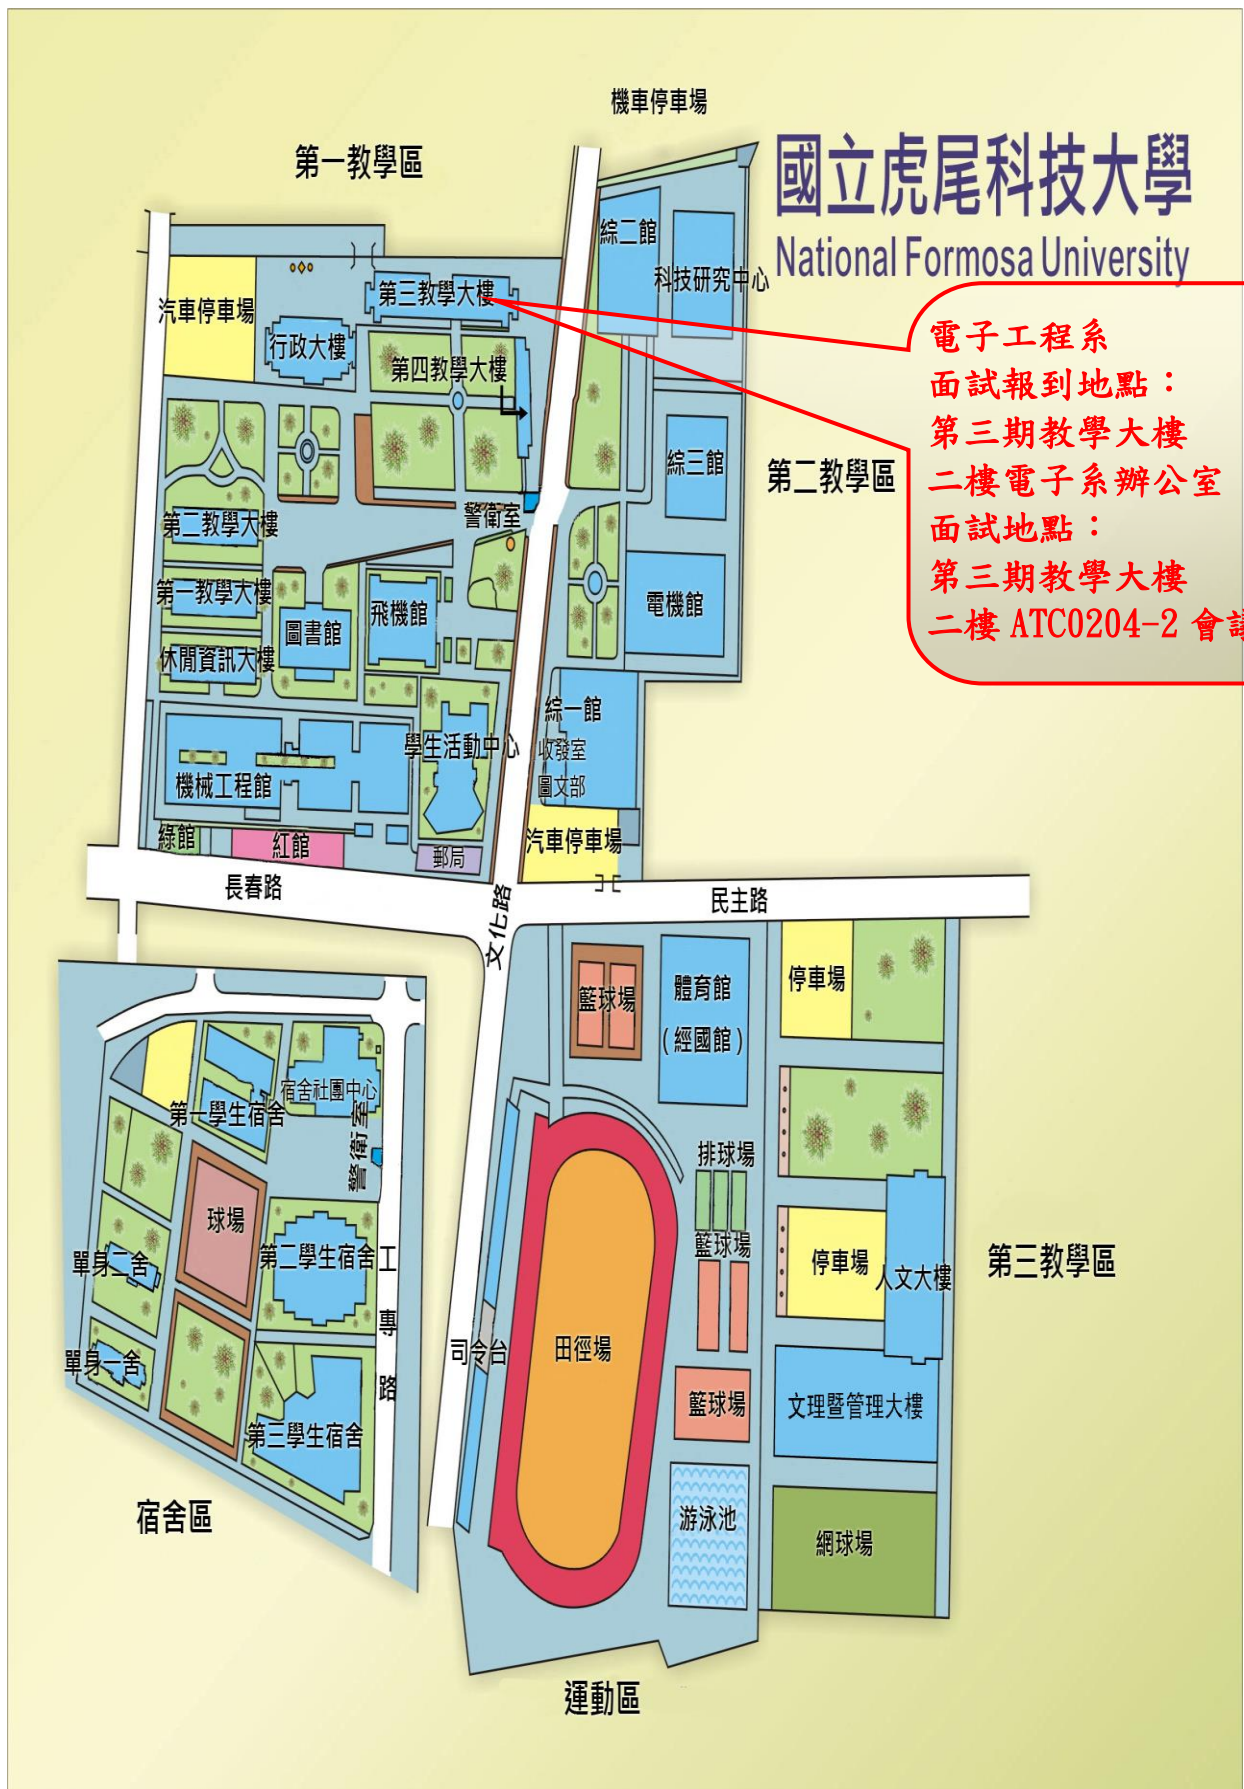 機車停車場
國立虎尾科技大學
National Formosa University
第一教學區
綜二館
科技研究中心
汽車停車場
第三教學大樓
行政大樓
第四教學大樓
電子工程系
面試報到地點：
第三期教學大樓
二樓電子系辦公室
面試地點：
第三期教學大樓
二樓 ATC0204-2 會議
綜三館
第二教學區
第二教學大樓
警衛室
第一教學大樓
圖書館
飛機館
電機館
休閒資訊大樓
綜一館
收發室
圖文部
學生活動中心
機械工程館
綠館
紅館
郵局
汽車停車場
長春路
文化路
民主路
籃球場
體育館
(經國館)
停車場
宿舍社團中心
第一學生宿舍
警衛室
排球場
球場
籃球場
第二學生宿舍
單身二舍
工專路
停車場
人文大樓
第三教學區
司令台
田徑場
單身一舍
籃球場
文理暨管理大樓
第三學生宿舍
宿舍區
游泳池
網球場
運動區